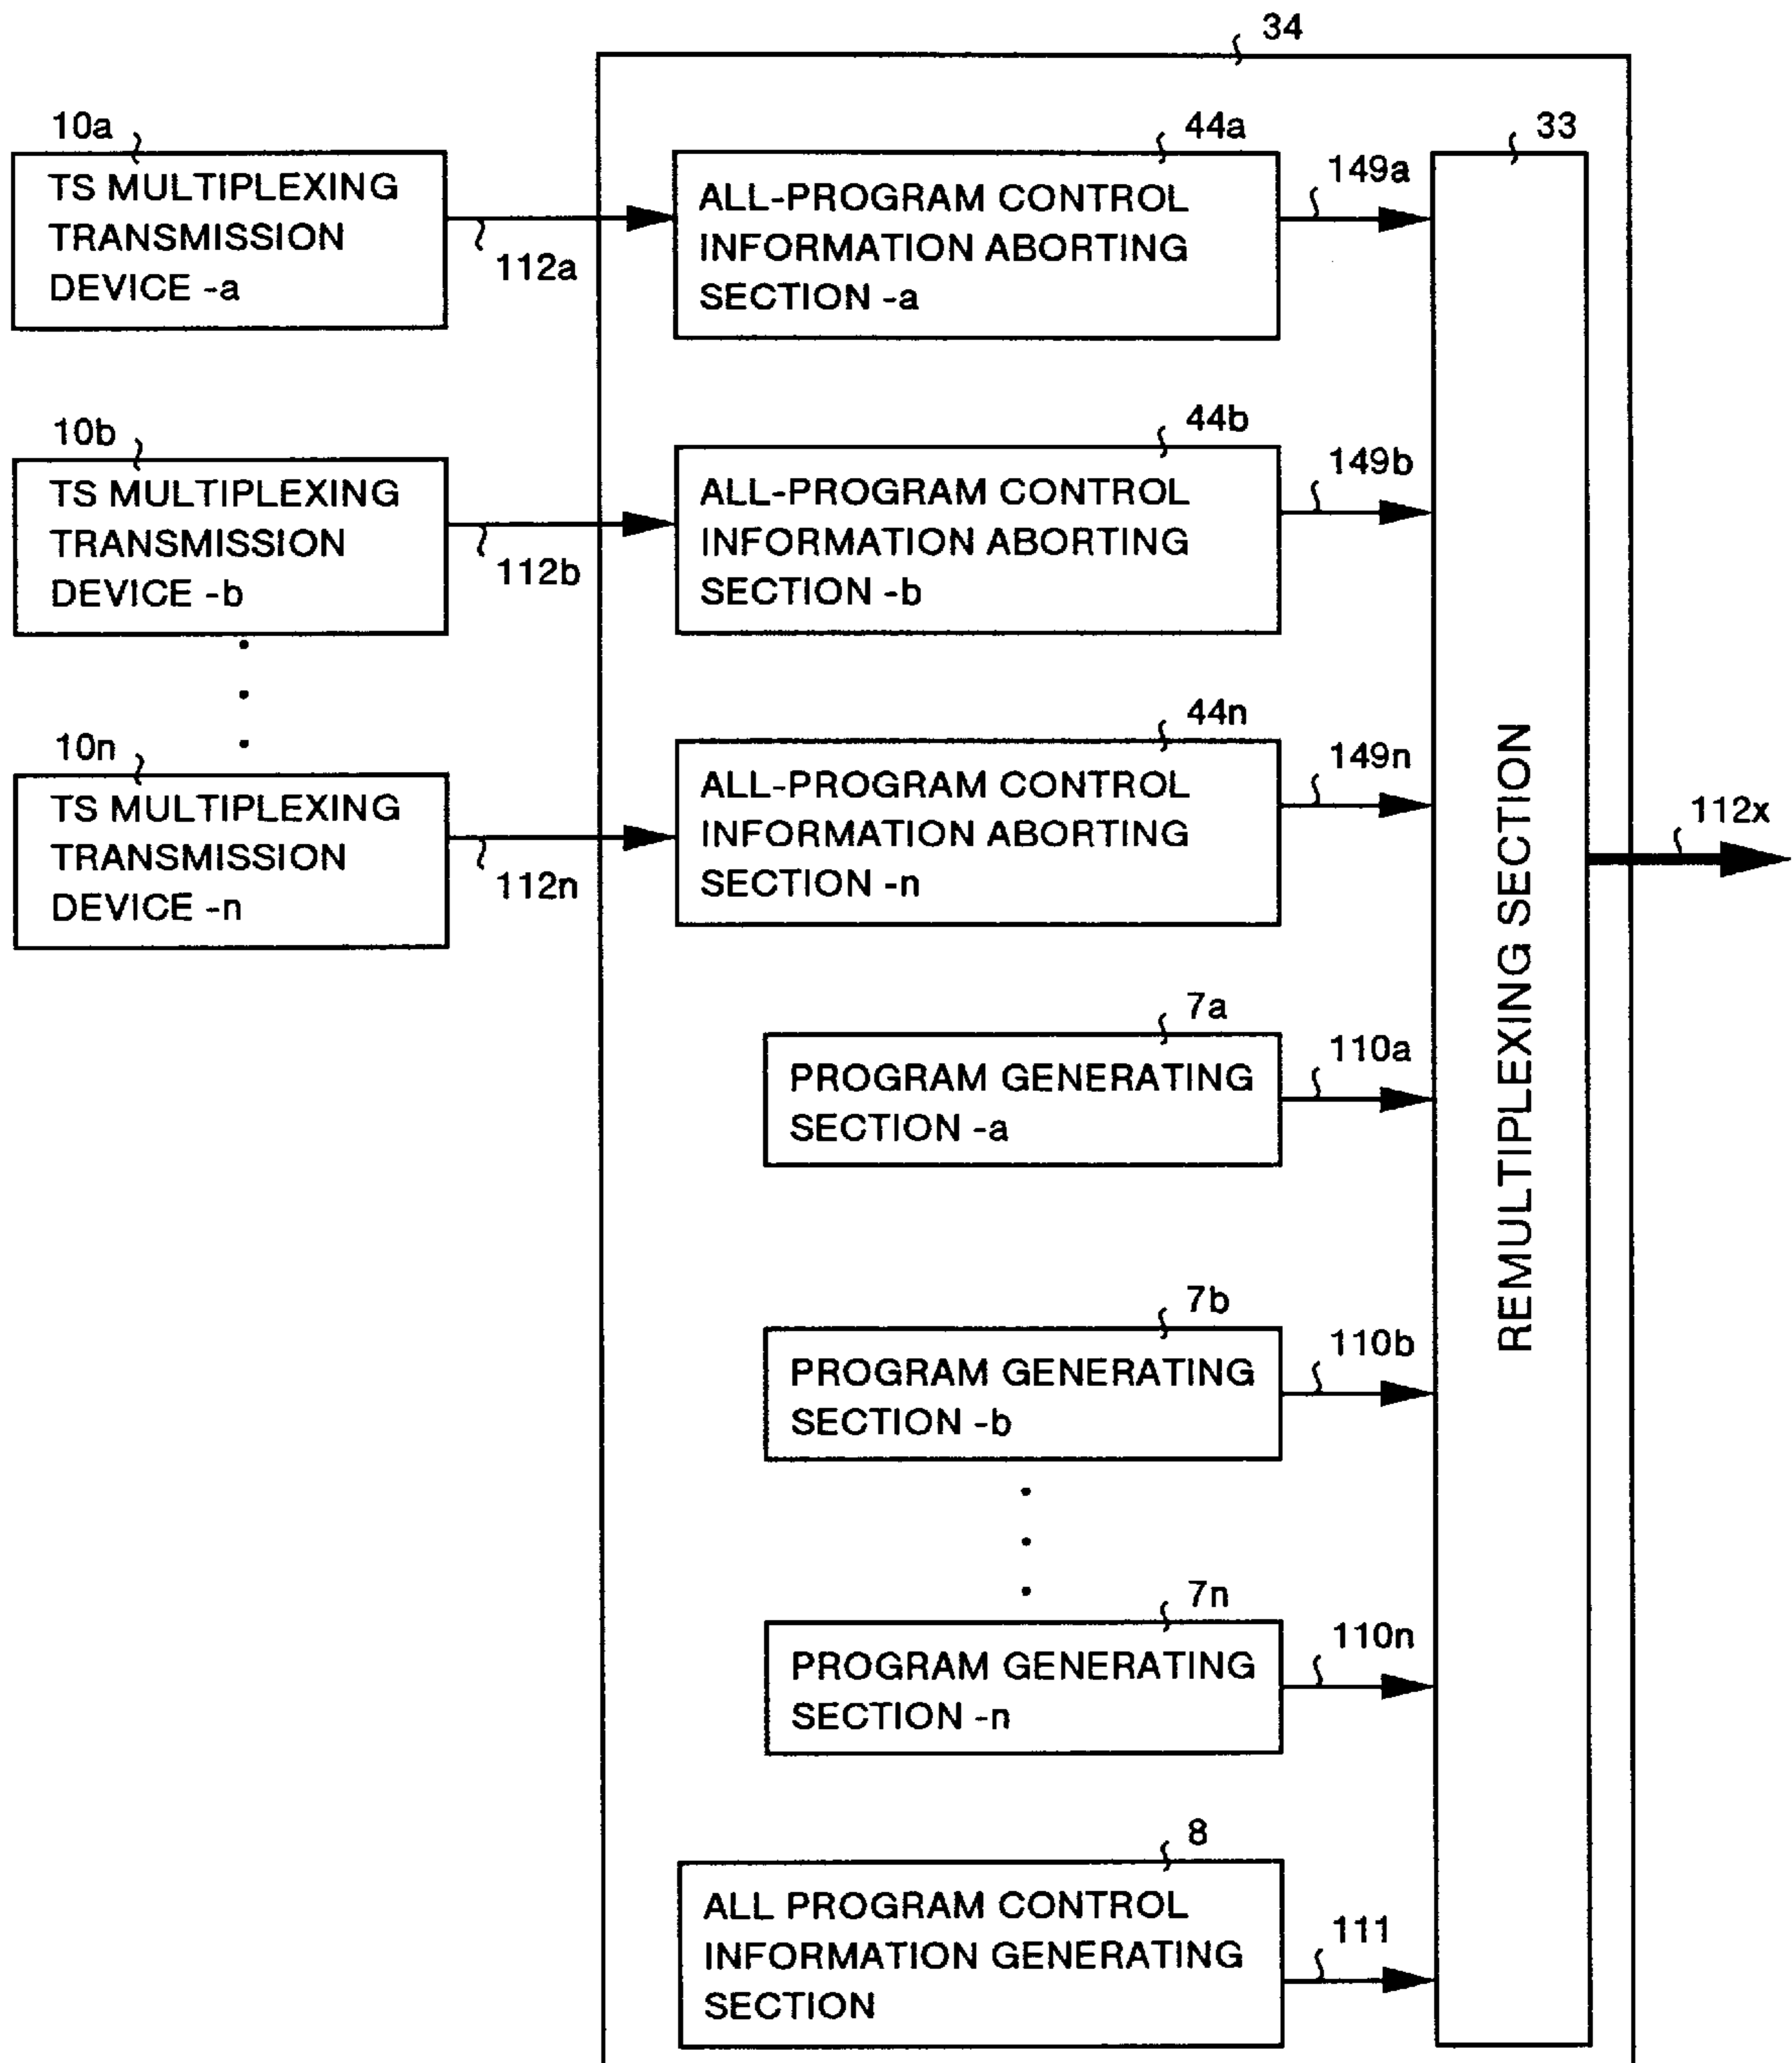 34
10a
TS MULTIPLEXING
TRANSMISSION
DEVICE -a
112a
44a
ALL-PROGRAM CONTROL
INFORMATION ABORTING
SECTION -a
149a
33
10b
TS MULTIPLEXING
TRANSMISSION
DEVICE -b
112b
44b
ALL-PROGRAM CONTROL
INFORMATION ABORTING
SECTION -b
149b
10n
TS MULTIPLEXING
TRANSMISSION
DEVICE -n
112n
44n
ALL-PROGRAM CONTROL
INFORMATION ABORTING
SECTION -n
149n
REMULTIPLEXING SECTION
112x
7a
PROGRAM GENERATING
SECTION -a
110a
7b
PROGRAM GENERATING
SECTION -b
110b
7n
PROGRAM GENERATING
SECTION -n
110n
8
ALL PROGRAM CONTROL
INFORMATION GENERATING
SECTION
111